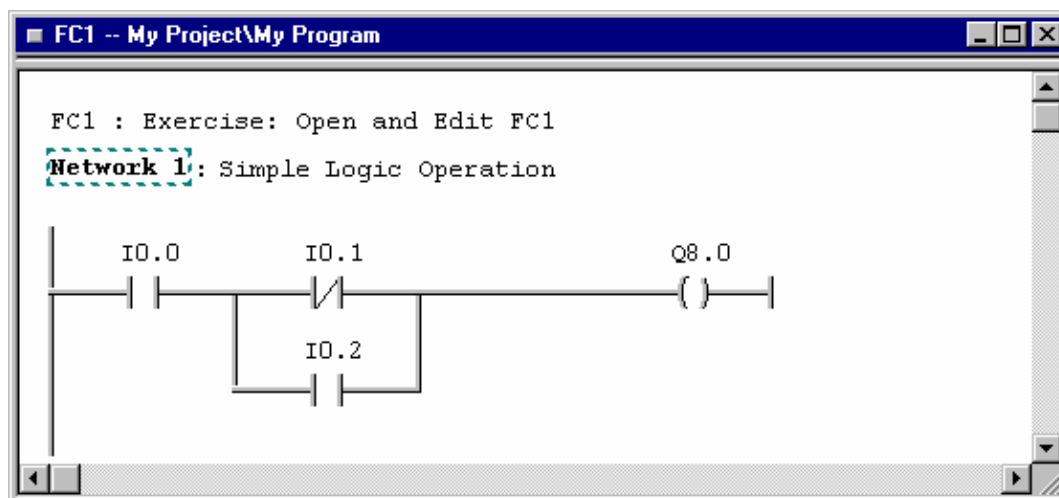 FC1 -- My Project\My Program
FC1 : Exercise: Open and Edit FC1
Network 1: Simple Logic Operation
I0.0 I0.1 Q8.0
I0.2